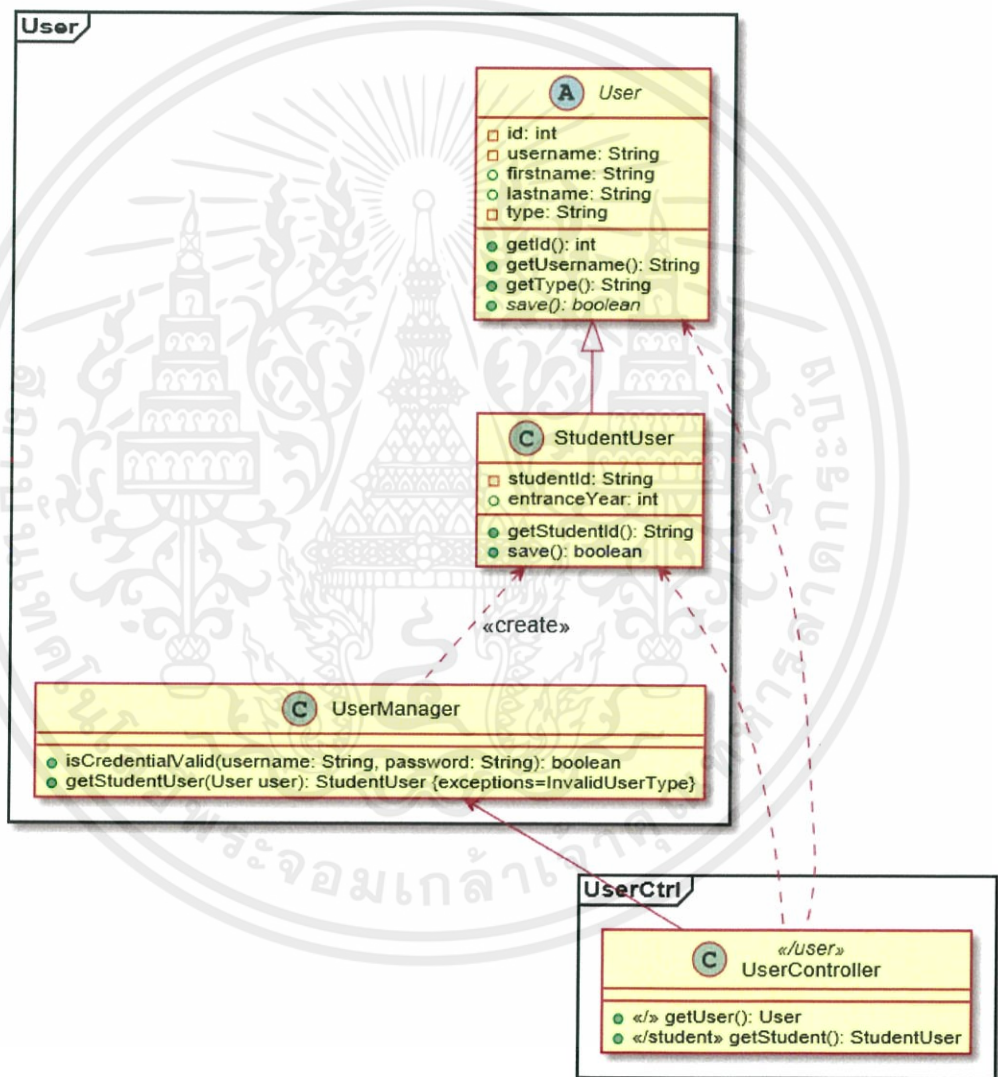 User
A User
id: int
username: String
firstname: String
lastname: String
type: String
getId(): int
getUsername(): String
getType(): String
save(): boolean
C StudentUser
studentId: String
entranceYear: int
getStudentId(): String
save(): boolean
«create»
C UserManager
isCredentialValid(username: String, password: String): boolean
getStudentUser(User user): StudentUser {exceptions=InvalidUserType}
UserCtrl
«/user»
C UserController
«/» getUser(): User
«/student» getStudent(): StudentUser